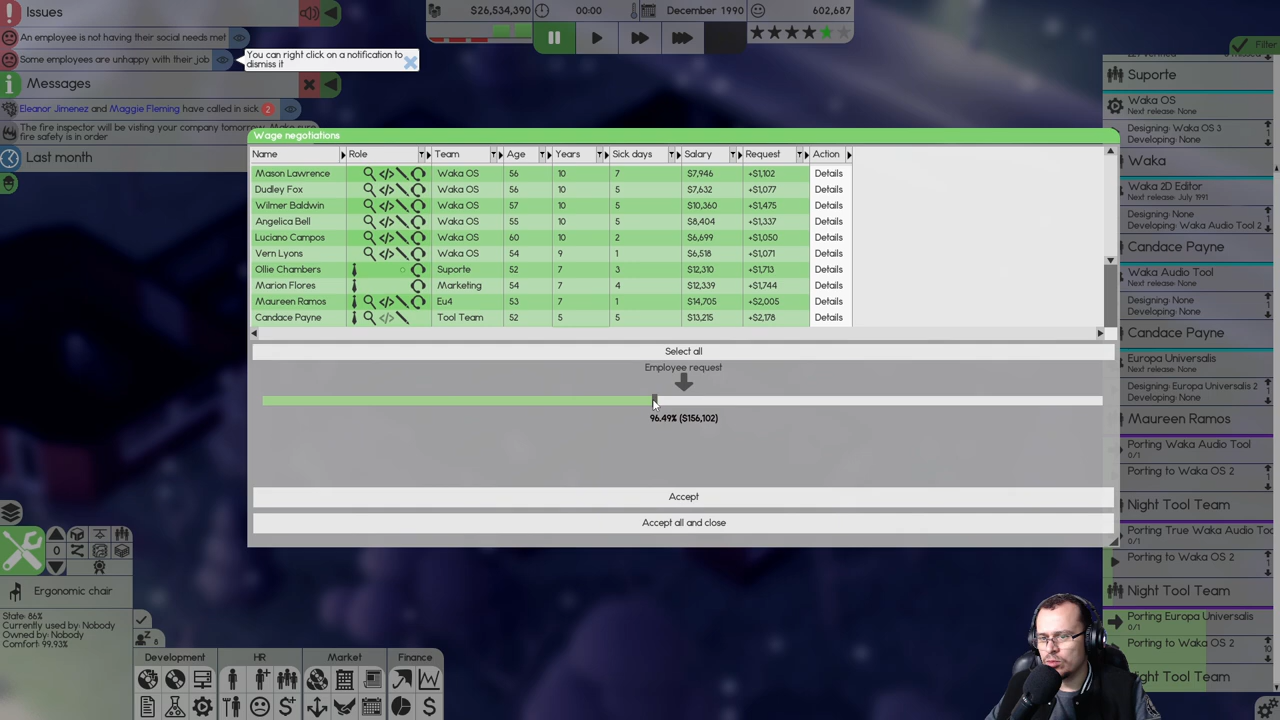 Issues
$26,534,390
00:00
December 1990
602,687
An employee is not having their social needs met
Some employees are unhappy with their job
You can right click on a notification to
dismiss it
Messages
Eleanor Jimenez and Maggie Fleming have called in sick 2
The fire inspector will be visting your company tomorrow. Make sure
fire safety is in order
Last month
Filter
Suporte
Waka OS
Next release: None
Designing: Waka OS 3
Developing: None
Waka
Waka 2D Editor
Next release: July 1991
Designing: None
Developing: Waka Audio Tool 2
Candace Payne
Waka Audio Tool
Next release: None
Designing: None
Developing: None
Candace Payne
Europa Universalis
Next release: None
Designing: Europa Universalis 2
Developing: None
Maureen Ramos
Porting Waka Audio Tool
0/1
Porting to Waka OS 2
Night Tool Team
Porting True Waka Audio Too
0/1
Porting to Waka OS 2
Night Tool Team
Porting Europa Universalis
0/1
Porting to Waka OS 2
10
Night Tool Team
Wage negotiations
Name Role Team Age Years Sick days Salary Request Action
Mason Lawrence Waka OS 56 10 7 $7,946 +$1,102 Details
Dudley Fox Waka OS 56 10 5 $7,632 +$1,077 Details
Wilmer Baldwin Waka OS 57 10 5 $10,360 +$1,475 Details
Angelica Bell Waka OS 55 10 5 $8,404 +$1,337 Details
Luciano Campos Waka OS 60 10 2 $6,699 +$1,050 Details
Vern Lyons Waka OS 54 9 1 $6,518 +$1,071 Details
Ollie Chambers Suporte 52 7 3 $12,310 +$1,713 Details
Marion Flores Marketing 54 7 4 $12,339 +$1,744 Details
Maureen Ramos Eu4 53 7 1 $14,705 +$2,005 Details
Candace Payne Tool Team 52 5 5 $13,215 +$2,178 Details
Select all
Employee request
96.49% ($156,102)
Accept
Accept all and close
0
Ergonomic chair
State: 86%
Currently used by: Nobody
Owned by: Nobody
Comfort: 99.93%
8
Development HR Market Finance